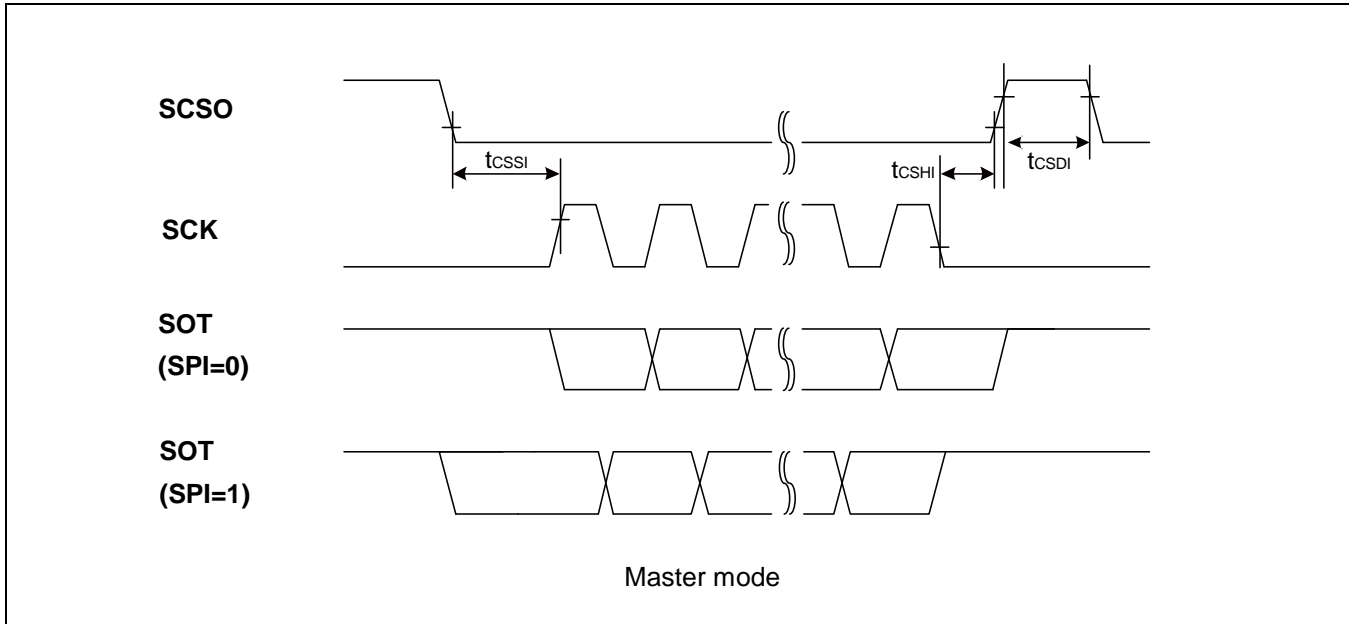 SCSO
tCSSI
tCSHI
tCSDI
SCK
SOT
(SPI=0)
SOT
(SPI=1)
Master mode